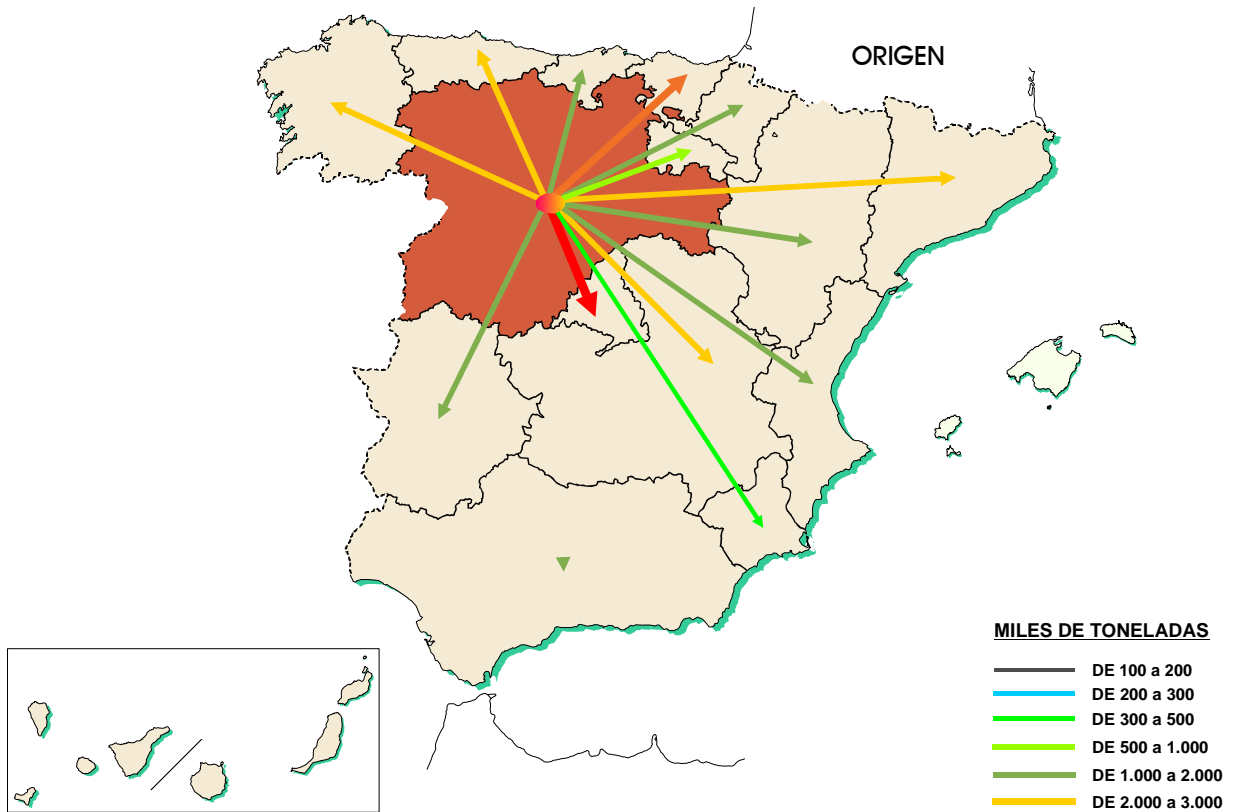 ORIGEN
MILES DE TONELADAS
DE 100 a 200
DE 200 a 300
DE 300 a 500
DE 500 a 1.000
DE 1.000 a 2.000
DE 2.000 a 3.000